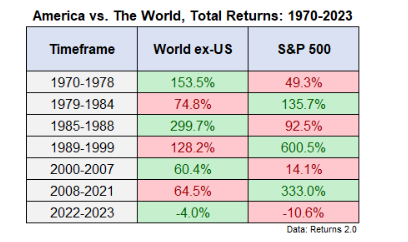 America vs. The World, Total Returns: 1970-2023
Timeframe World ex-US S&P 500
1970-1978 153.5% 49.3%
1979-1984 74.8% 135.7%
1985-1988 299.7% 92.5%
1989-1999 128.2% 600.5%
2000-2007 60.4% 14.1%
2008-2021 64.5% 333.0%
2022-2023 -4.0% -10.6%
Data: Returns 2.0